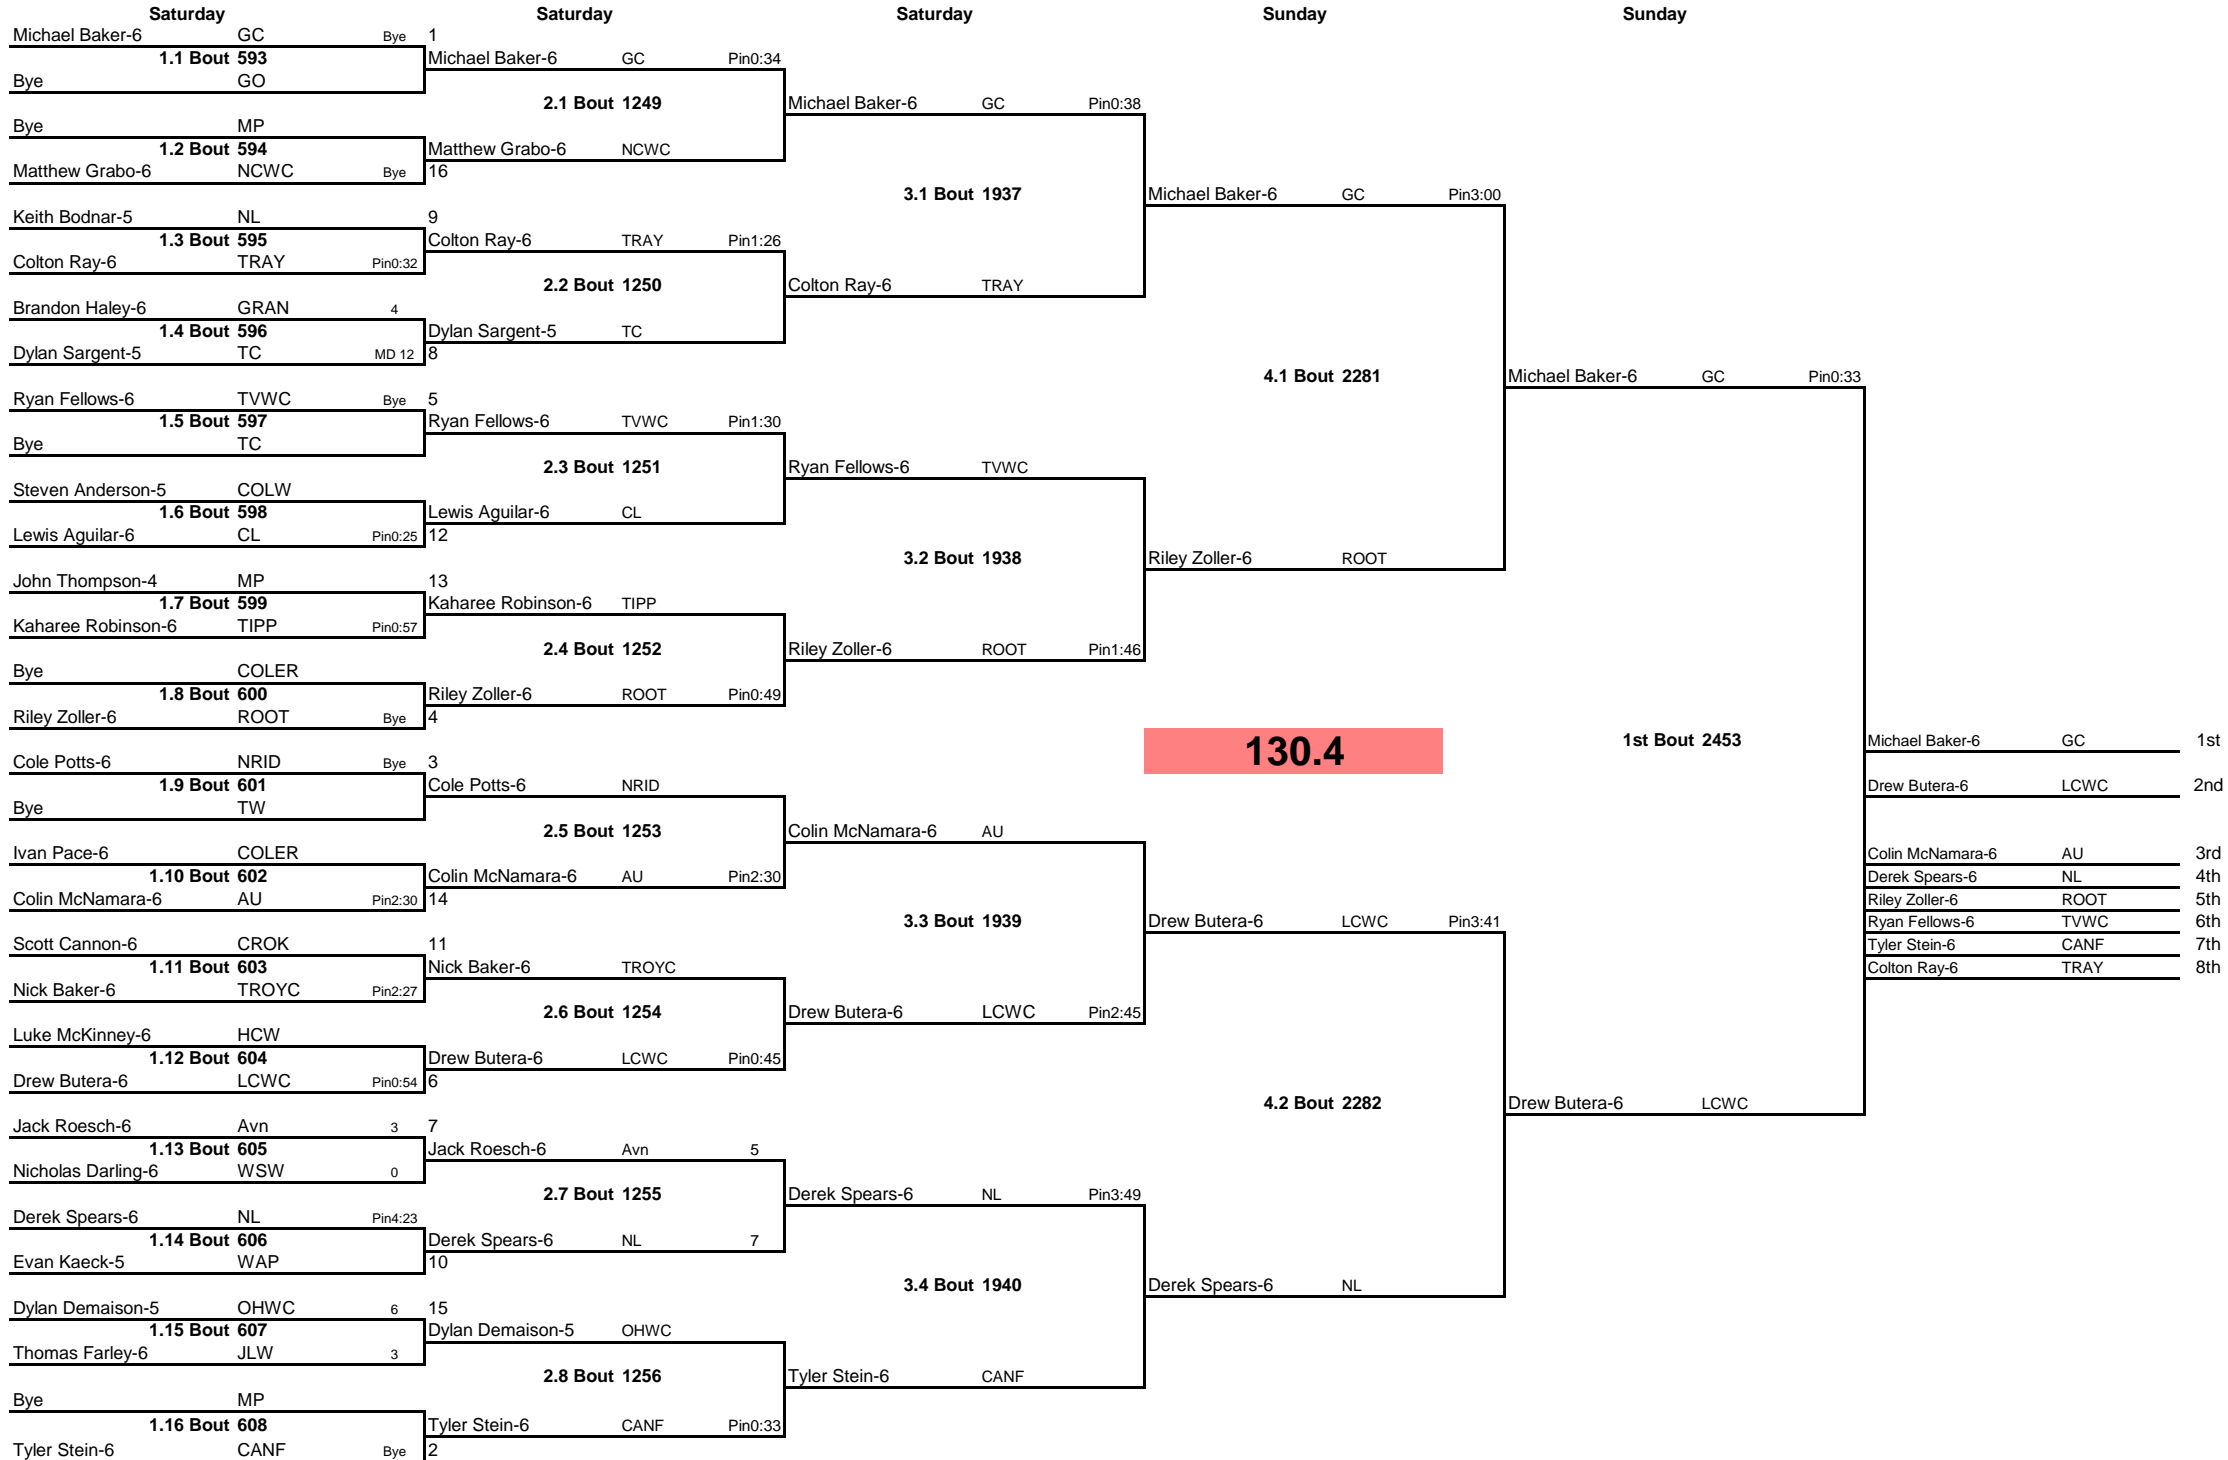 Saturday Saturday Saturday Sunday Sunday
Michael Baker-6 GC Bye 1
1.1 Bout 593 Michael Baker-6 GC Pin0:34
Bye GO
2.1 Bout 1249 Michael Baker-6 GC Pin0:38
Bye MP
1.2 Bout 594 Matthew Grabo-6 NCWC
Matthew Grabo-6 NCWC Bye 16
3.1 Bout 1937 Michael Baker-6 GC Pin3:00
Keith Bodnar-5 NL 9
1.3 Bout 595 Colton Ray-6 TRAY Pin1:26
Colton Ray-6 TRAY Pin0:32
2.2 Bout 1250 Colton Ray-6 TRAY
Brandon Haley-6 GRAN 4
1.4 Bout 596 Dylan Sargent-5 TC
Dylan Sargent-5 TC MD 12 8
4.1 Bout 2281 Michael Baker-6 GC Pin0:33
Ryan Fellows-6 TVWC Bye 5
1.5 Bout 597 Ryan Fellows-6 TVWC Pin1:30
Bye TC
2.3 Bout 1251 Ryan Fellows-6 TVWC
Steven Anderson-5 COLW
1.6 Bout 598 Lewis Aguilar-6 CL
Lewis Aguilar-6 CL Pin0:25 12
3.2 Bout 1938 Riley Zoller-6 ROOT
John Thompson-4 MP 13
1.7 Bout 599 Kaharee Robinson-6 TIPP
Kaharee Robinson-6 TIPP Pin0:57
2.4 Bout 1252 Riley Zoller-6 ROOT Pin1:46
Bye COLER
1.8 Bout 600 Riley Zoller-6 ROOT Pin0:49
Riley Zoller-6 ROOT Bye 4
130.4 1st Bout 2453 Michael Baker-6 GC 1st
Cole Potts-6 NRID Bye 3
1.9 Bout 601 Cole Potts-6 NRID Drew Butera-6 LCWC 2nd
Bye TW
2.5 Bout 1253 Colin McNamara-6 AU
Ivan Pace-6 COLER Colin McNamara-6 AU 3rd
1.10 Bout 602 Colin McNamara-6 AU Pin2:30 Derek Spears-6 NL 4th
Colin McNamara-6 AU Pin2:30 14 Riley Zoller-6 ROOT 5th
3.3 Bout 1939 Drew Butera-6 LCWC Pin3:41 Ryan Fellows-6 TVWC 6th
Scott Cannon-6 CROK 11 Tyler Stein-6 CANF 7th
1.11 Bout 603 Nick Baker-6 TROYC Colton Ray-6 TRAY 8th
Nick Baker-6 TROYC Pin2:27
2.6 Bout 1254 Drew Butera-6 LCWC Pin2:45
Luke McKinney-6 HCW
1.12 Bout 604 Drew Butera-6 LCWC Pin0:45
Drew Butera-6 LCWC Pin0:54 6
4.2 Bout 2282 Drew Butera-6 LCWC
Jack Roesch-6 Avn 3 7
1.13 Bout 605 Jack Roesch-6 Avn 5
Nicholas Darling-6 WSW 0
2.7 Bout 1255 Derek Spears-6 NL Pin3:49
Derek Spears-6 NL Pin4:23
1.14 Bout 606 Derek Spears-6 NL 7
Evan Kaeck-5 WAP 10
3.4 Bout 1940 Derek Spears-6 NL
Dylan Demaison-5 OHWC 6 15
1.15 Bout 607 Dylan Demaison-5 OHWC
Thomas Farley-6 JLW 3
2.8 Bout 1256 Tyler Stein-6 CANF
Bye MP
1.16 Bout 608 Tyler Stein-6 CANF Pin0:33
Tyler Stein-6 CANF Bye 2